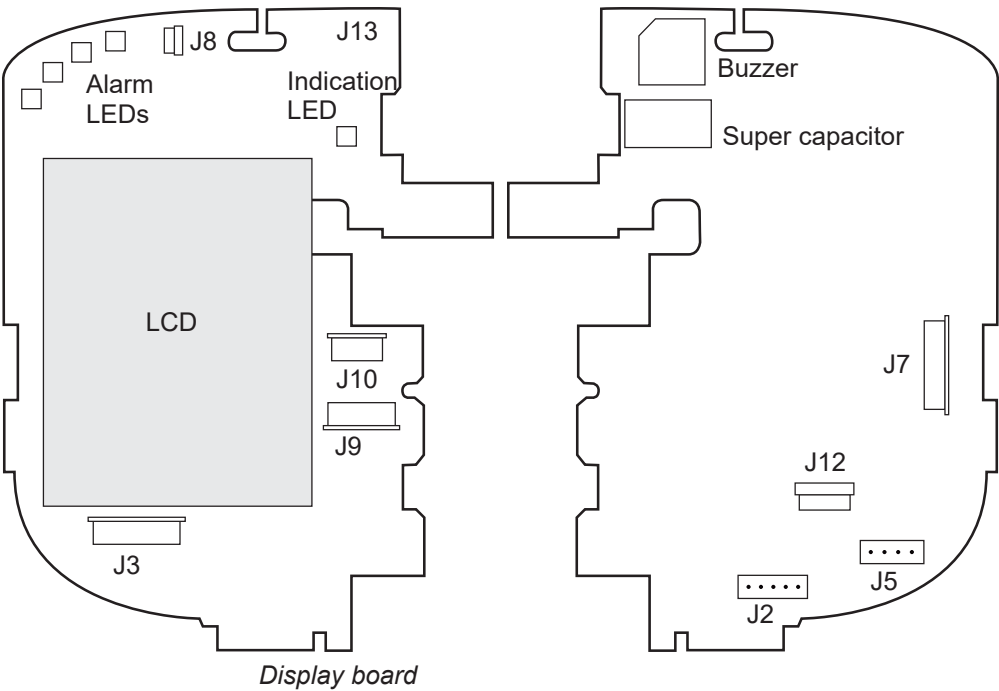 J8
J13
Alarm
LEDs
Indication
LED
Buzzer
Super capacitor
LCD
J10
J9
J7
J12
J3
J5
J2
Display board